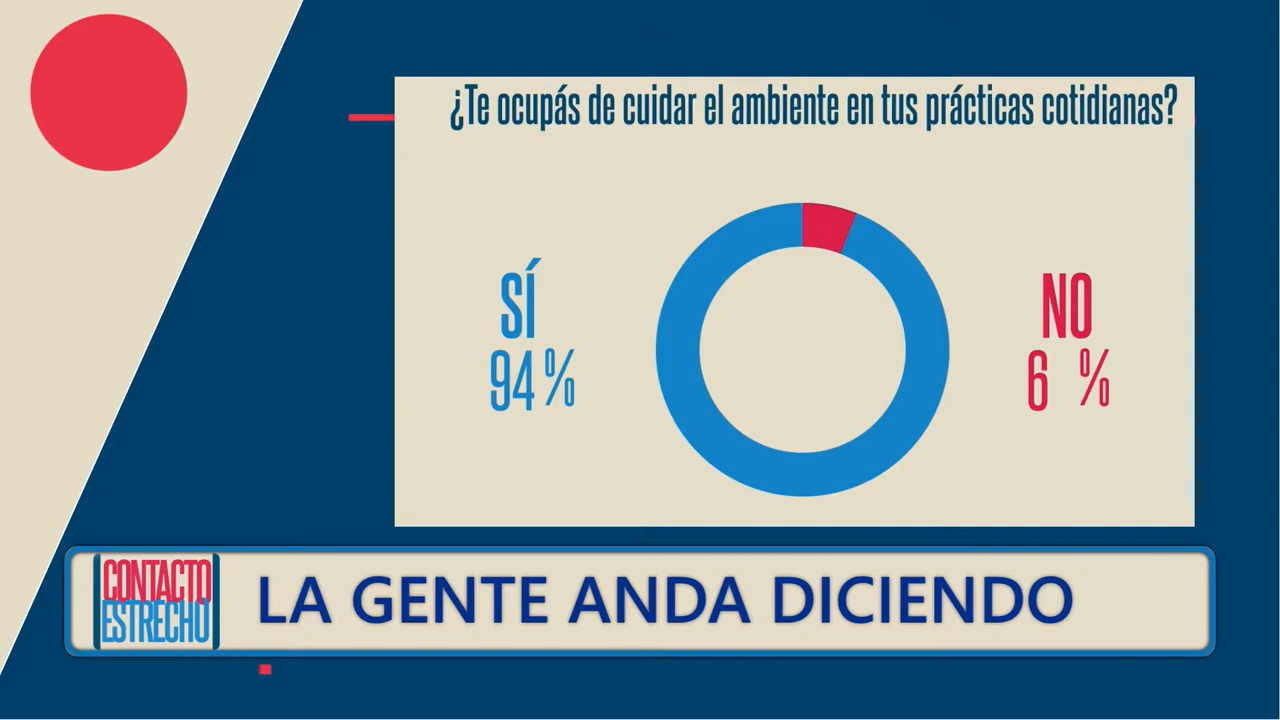 ¿Te ocupás de cuidar el ambiente en tus prácticas cotidianas?
SÍ
94%
NO
6 %
CONTACTO
ESTRECHO
LA GENTE ANDA DICIENDO